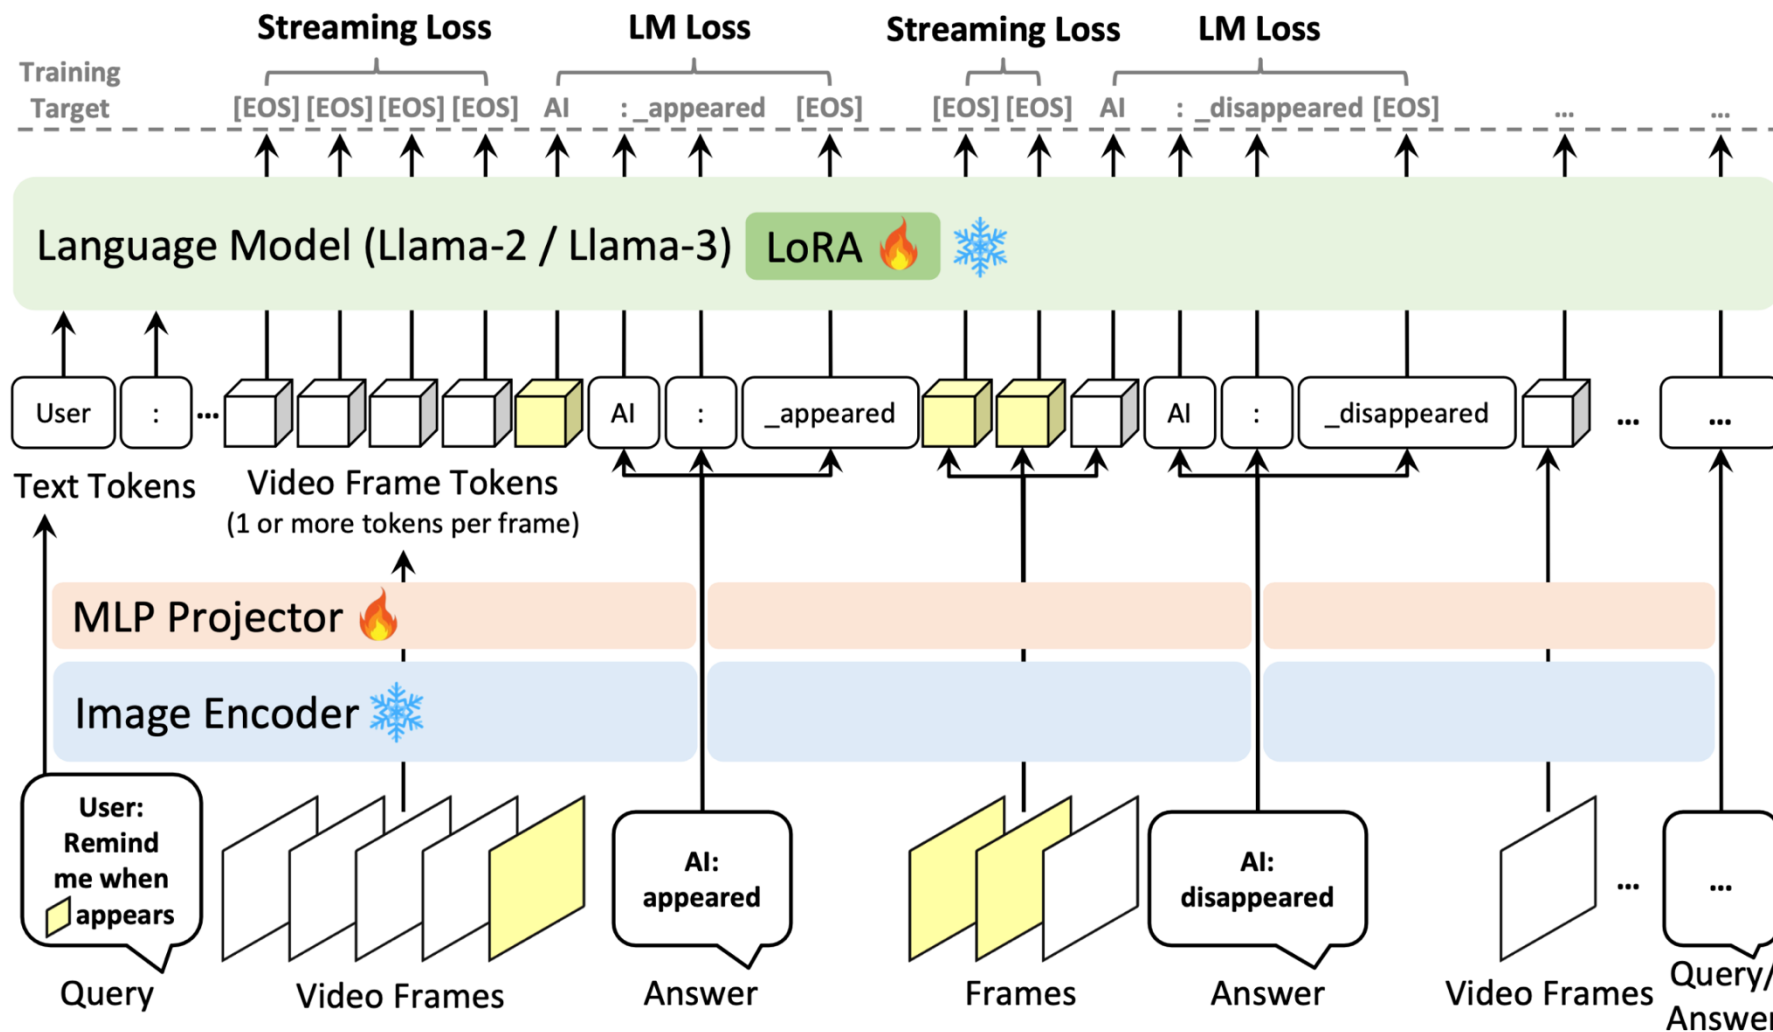 Streaming Loss LM Loss Streaming Loss LM Loss
Training
Target [EOS] [EOS] [EOS] [EOS] AI : _appeared [EOS] [EOS] [EOS] AI : _disappeared [EOS] ... ...
Language Model (Llama-2 / Llama-3) LoRA
User : ... AI : _appeared AI : _disappeared ... ...
Text Tokens
Video Frame Tokens
(1 or more tokens per frame)
MLP Projector
Image Encoder
User:
Remind
me when
appears
AI:
appeared
AI:
disappeared
... ...
Query Video Frames Answer Frames Answer Video Frames Query/
Answer